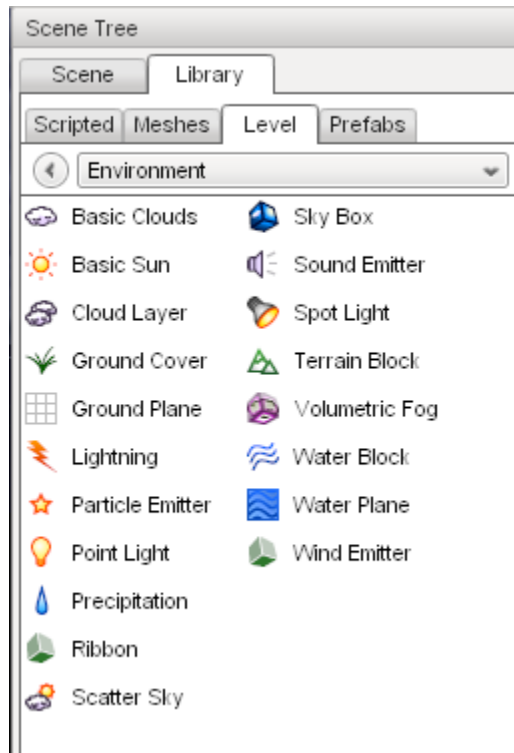 Scene Tree
Scene Library
Scripted Meshes Level Prefabs
Environment
Basic Clouds
Basic Sun
Cloud Layer
Ground Cover
Ground Plane
Lightning
Particle Emitter
Point Light
Precipitation
Ribbon
Scatter Sky
Sky Box
Sound Emitter
Spot Light
Terrain Block
Volumetric Fog
Water Block
Water Plane
Wind Emitter